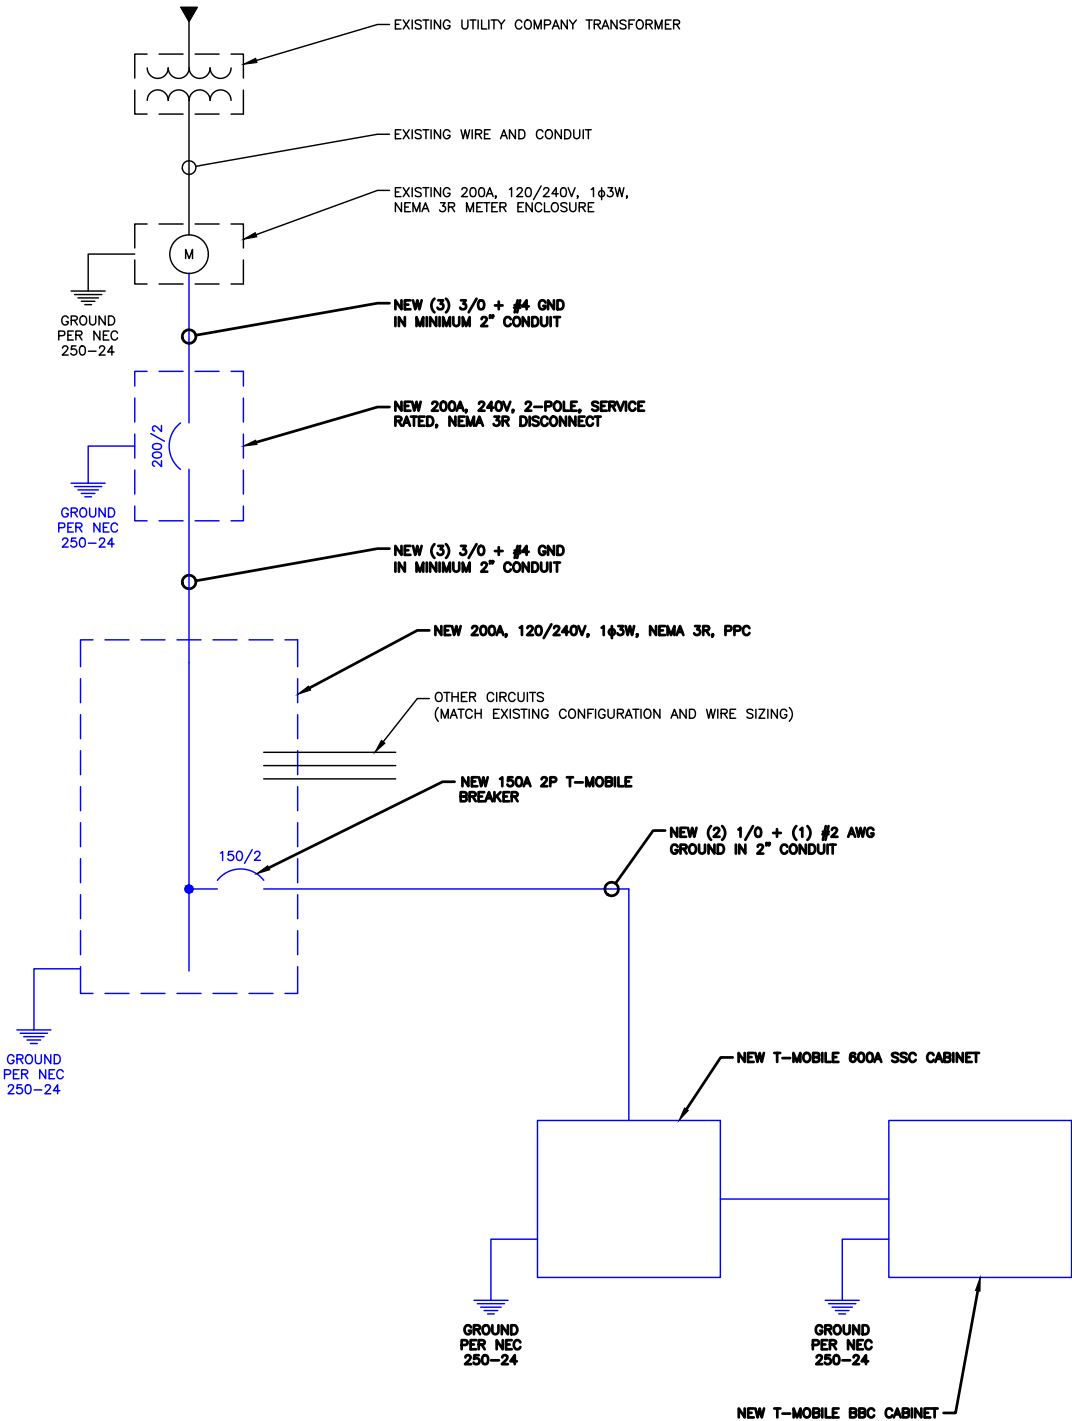 EXISTING UTILITY COMPANY TRANSFORMER
EXISTING WIRE AND CONDUIT
EXISTING 200A, 120/240V, 1ϕ3W,
NEMA 3R METER ENCLOSURE
M
GROUND
PER NEC
250-24
NEW (3) 3/0 + #4 GND
IN MINIMUM 2" CONDUIT
NEW 200A, 240V, 2-POLE, SERVICE
RATED, NEMA 3R DISCONNECT
200/2
GROUND
PER NEC
250-24
NEW (3) 3/0 + #4 GND
IN MINIMUM 2" CONDUIT
NEW 200A, 120/240V, 1ϕ3W, NEMA 3R, PPC
OTHER CIRCUITS
(MATCH EXISTING CONFIGURATION AND WIRE SIZING)
NEW 150A 2P T-MOBILE
BREAKER
150/2
NEW (2) 1/0 + (1) #2 AWG
GROUND IN 2" CONDUIT
GROUND
PER NEC
250-24
NEW T-MOBILE 600A SSC CABINET
GROUND
PER NEC
250-24
GROUND
PER NEC
250-24
NEW T-MOBILE BBC CABINET